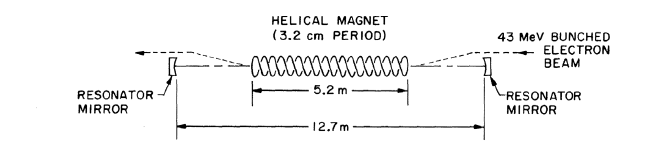 HELICAL MAGNET
(3.2 cm PERIOD)
43 MeV BUNCHED
ELECTRON
BEAM
RESONATOR
MIRROR
5.2 m
RESONATOR
MIRROR
12.7 m